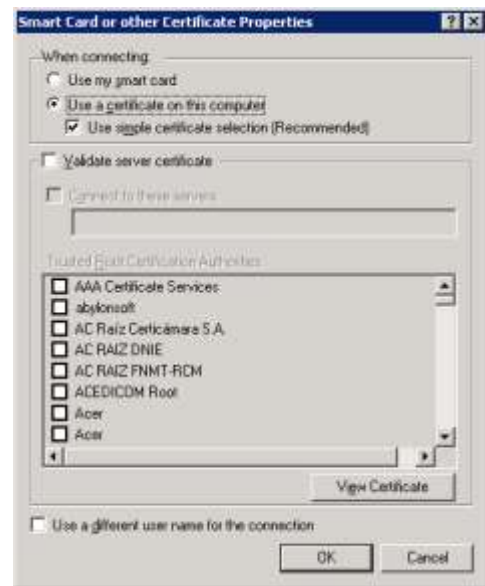 Smart Card or other Certificate Properties
When connecting:
Use my smart card
Use a certificate on this computer
Use simple certificate selection (Recommended)
Validate server certificate
Connect to these servers:
Trusted Root Certification Authorities:
AAA Certificate Services
abylonsoft
AC Raíz Certicámara S.A.
AC RAIZ DNIE
AC RAIZ FNMT-RCM
ACEDICOM Root
Acer
Acer
View Certificate
Use a different user name for the connection
OK
Cancel